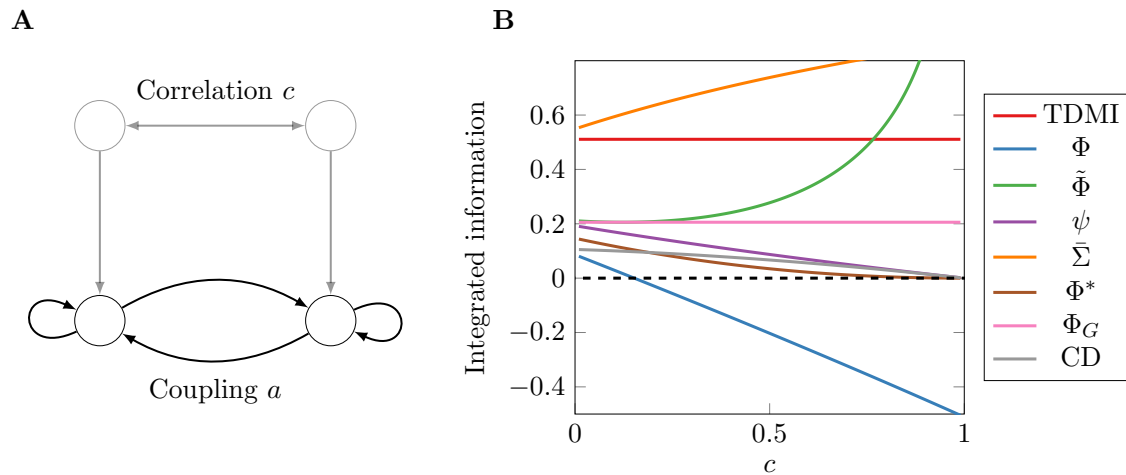 A
Correlation c
Coupling a
B
Integrated information
0.6
0.4
0.2
0
−0.2
−0.4
0
0.5
1
c
TDMI
Φ
Φ̃
ψ
Σ̄
Φ*
Φ_G
CD